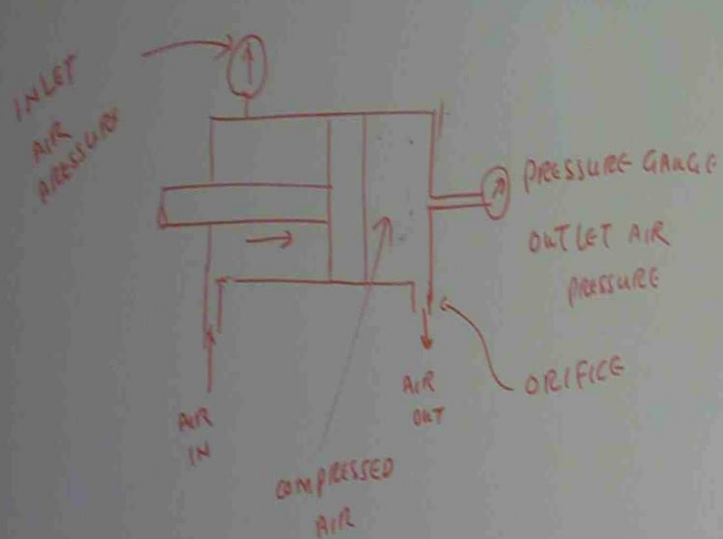 INLET
AIR
PRESSURE
PRESSURE GAUGE
OUTLET AIR
PRESSURE
ORIFICE
AIR
IN
AIR
OUT
COMPRESSED
AIR